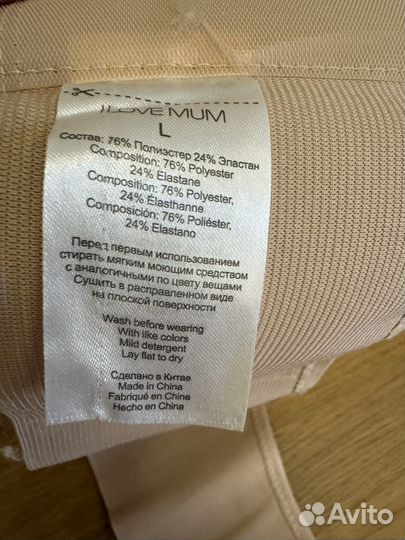 I LOVE MUM
L
Состав: 76% Полиэстер 24% Эластан
Composition: 76% Polyester
24% Elastane
Composition: 76% Polyester,
24% Élasthanne
Composición: 76% Poliéster,
24% Elastano
Перед первым использованием
стирать мягким моющим средством
с аналогичными по цвету вещами
Сушить в расправленном виде
на плоской поверхности
Wash before wearing
With like colors
Mild detergent
Lay flat to dry
Сделано в Китае
Made in China
Fabriqué en China
Hecho en China
Avito